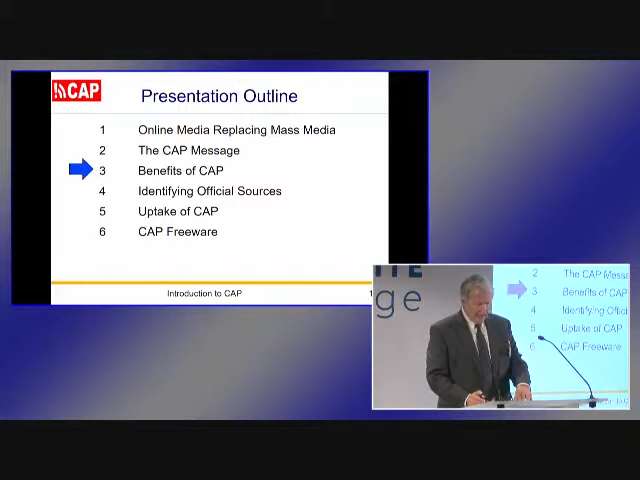 CAP
Presentation Outline
1 Online Media Replacing Mass Media
2 The CAP Message
3 Benefits of CAP
4 Identifying Official Sources
5 Uptake of CAP
6 CAP Freeware
Introduction to CAP
ge
2 The CAP Messa
3 Benefits of CAP
4 Identifying Offici
5 Uptake of CAP
6 CAP Freeware